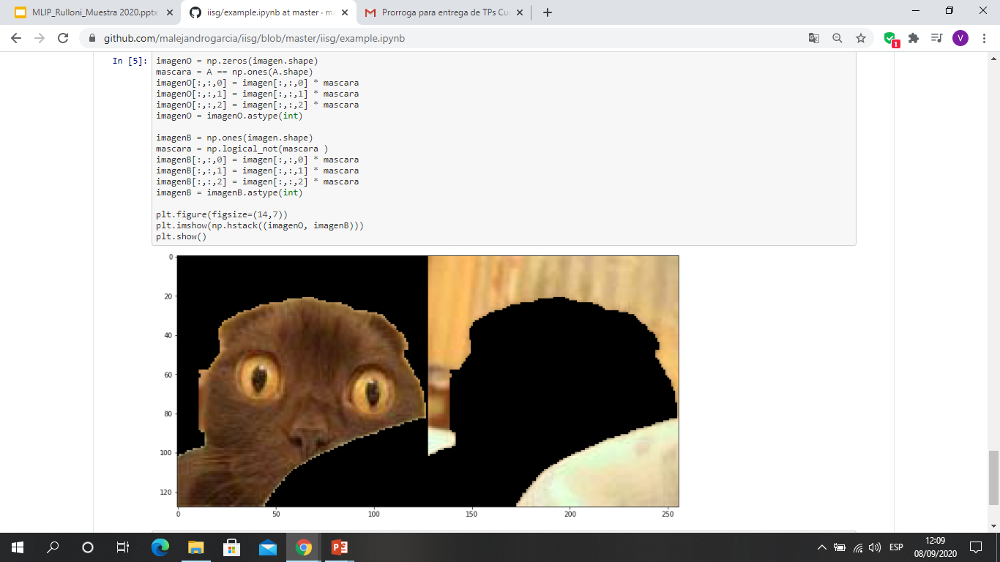 MLIP_Rulloni_Muestra 2020.pptx
iisg/example.ipynb at master · ma
Prorroga para entrega de TPs Cu
github.com/malejandrogarcia/iisg/blob/master/iisg/example.ipynb
1
V
In [5]:
imagenO = np.zeros(imagen.shape)
mascara = A == np.ones(A.shape)
imagenO[:,:,0] = imagen[:,:,0] * mascara
imagenO[:,:,1] = imagen[:,:,1] * mascara
imagenO[:,:,2] = imagen[:,:,2] * mascara
imagenO = imagenO.astype(int)
imagenB = np.ones(imagen.shape)
mascara = np.logical_not(mascara )
imagenB[:,:,0] = imagen[:,:,0] * mascara
imagenB[:,:,1] = imagen[:,:,1] * mascara
imagenB[:,:,2] = imagen[:,:,2] * mascara
imagenB = imagenB.astype(int)
plt.figure(figsize=(14,7))
plt.imshow(np.hstack((imagenO, imagenB)))
plt.show()
0
20
40
60
80
100
120
0 50 100 150 200 250
ESP
12:09
08/09/2020